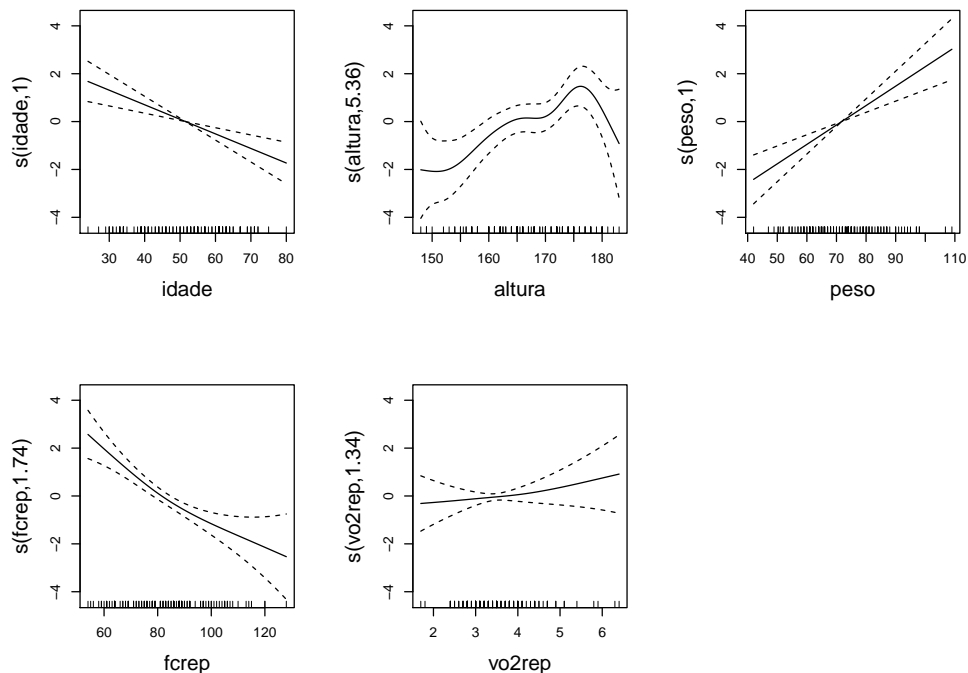 s(idade,1)
4
2
0
-2
-4
30 40 50 60 70 80
idade
s(altura,5.36)
4
2
0
-2
-4
150 160 170 180
altura
s(peso,1)
4
2
0
-2
-4
40 50 60 70 80 90 110
peso
s(fcrep,1.74)
4
2
0
-2
-4
60 80 100 120
fcrep
s(vo2rep,1.34)
4
2
0
-2
-4
2 3 4 5 6
vo2rep